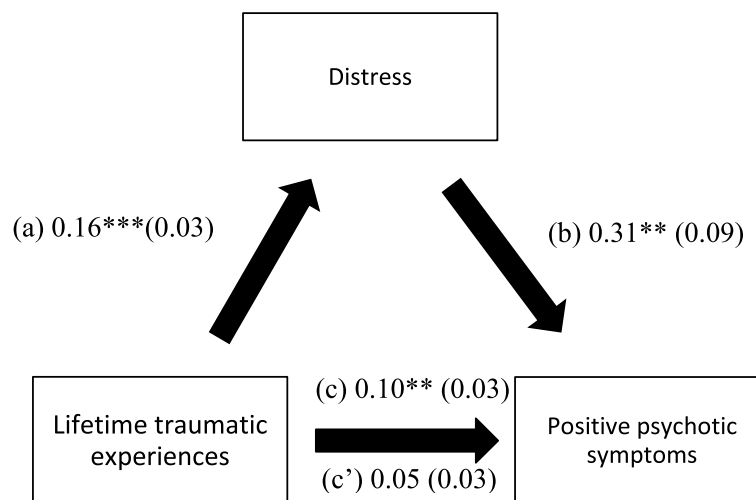 Distress
(a) 0.16***(0.03)
(b) 0.31** (0.09)
Lifetime traumatic
experiences
(c) 0.10** (0.03)
(c’) 0.05 (0.03)
Positive psychotic
symptoms